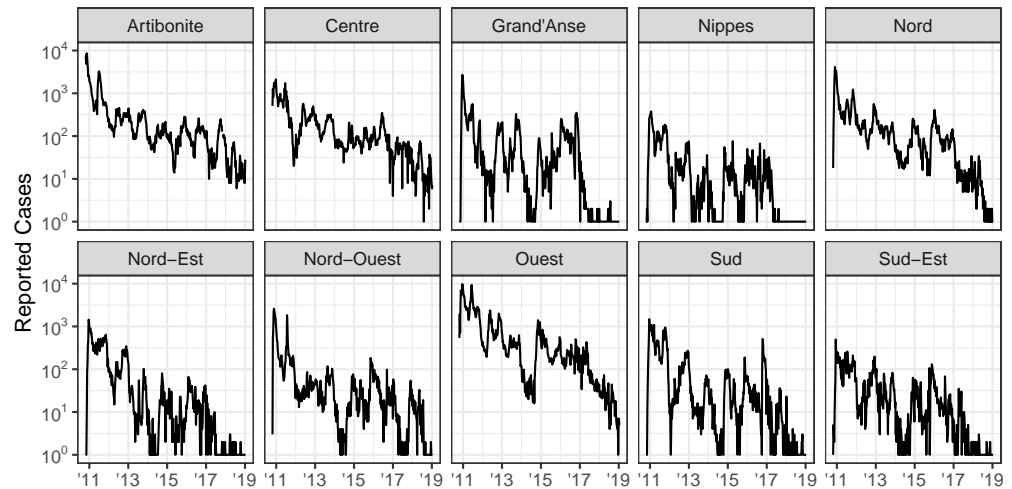 Artibonite Centre Grand'Anse Nippes Nord
10⁴
10³
10²
10¹
10⁰
Reported Cases
Nord−Est Nord−Ouest Ouest Sud Sud−Est
10⁴
10³
10²
10¹
10⁰
'11 '13 '15 '17 '19 '11 '13 '15 '17 '19 '11 '13 '15 '17 '19 '11 '13 '15 '17 '19 '11 '13 '15 '17 '19